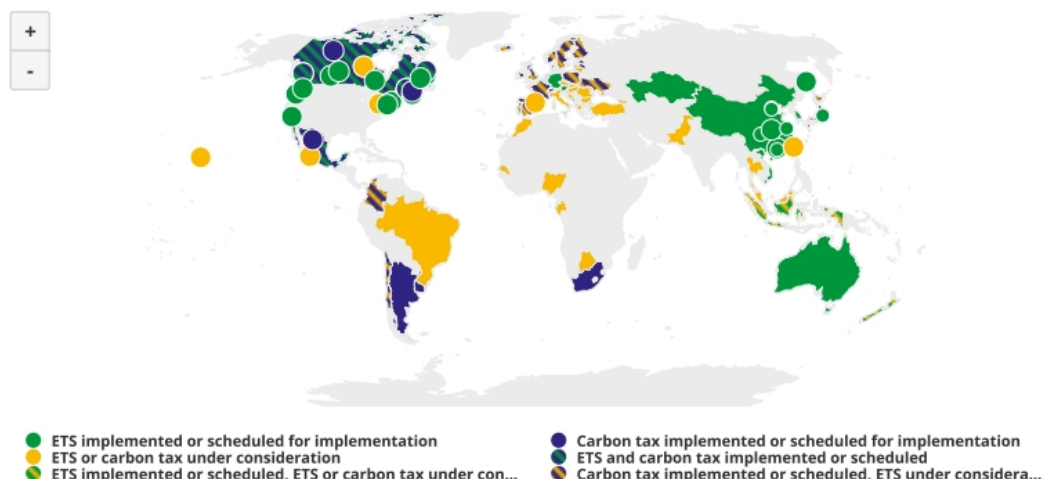 +
-
ETS implemented or scheduled for implementation
Carbon tax implemented or scheduled for implementation
ETS or carbon tax under consideration
ETS and carbon tax implemented or scheduled
ETS implemented or scheduled, ETS or carbon tax under con...
Carbon tax implemented or scheduled, ETS under considera...